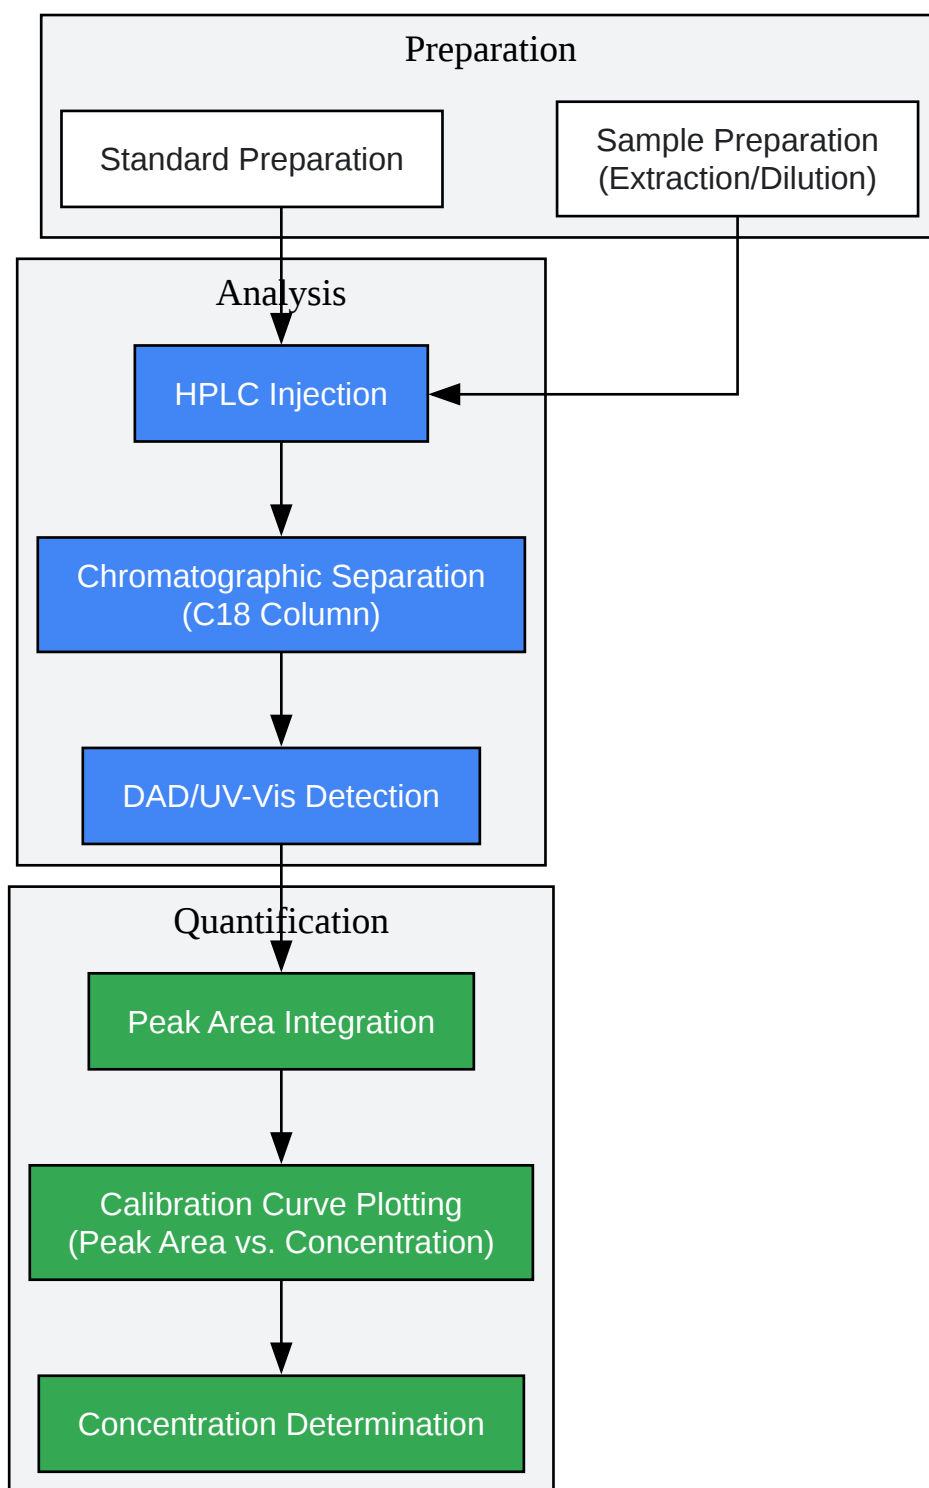 Preparation
Standard Preparation
Sample Preparation
(Extraction/Dilution)
Analysis
HPLC Injection
Chromatographic Separation
(C18 Column)
DAD/UV-Vis Detection
Quantification
Peak Area Integration
Calibration Curve Plotting
(Peak Area vs. Concentration)
Concentration Determination